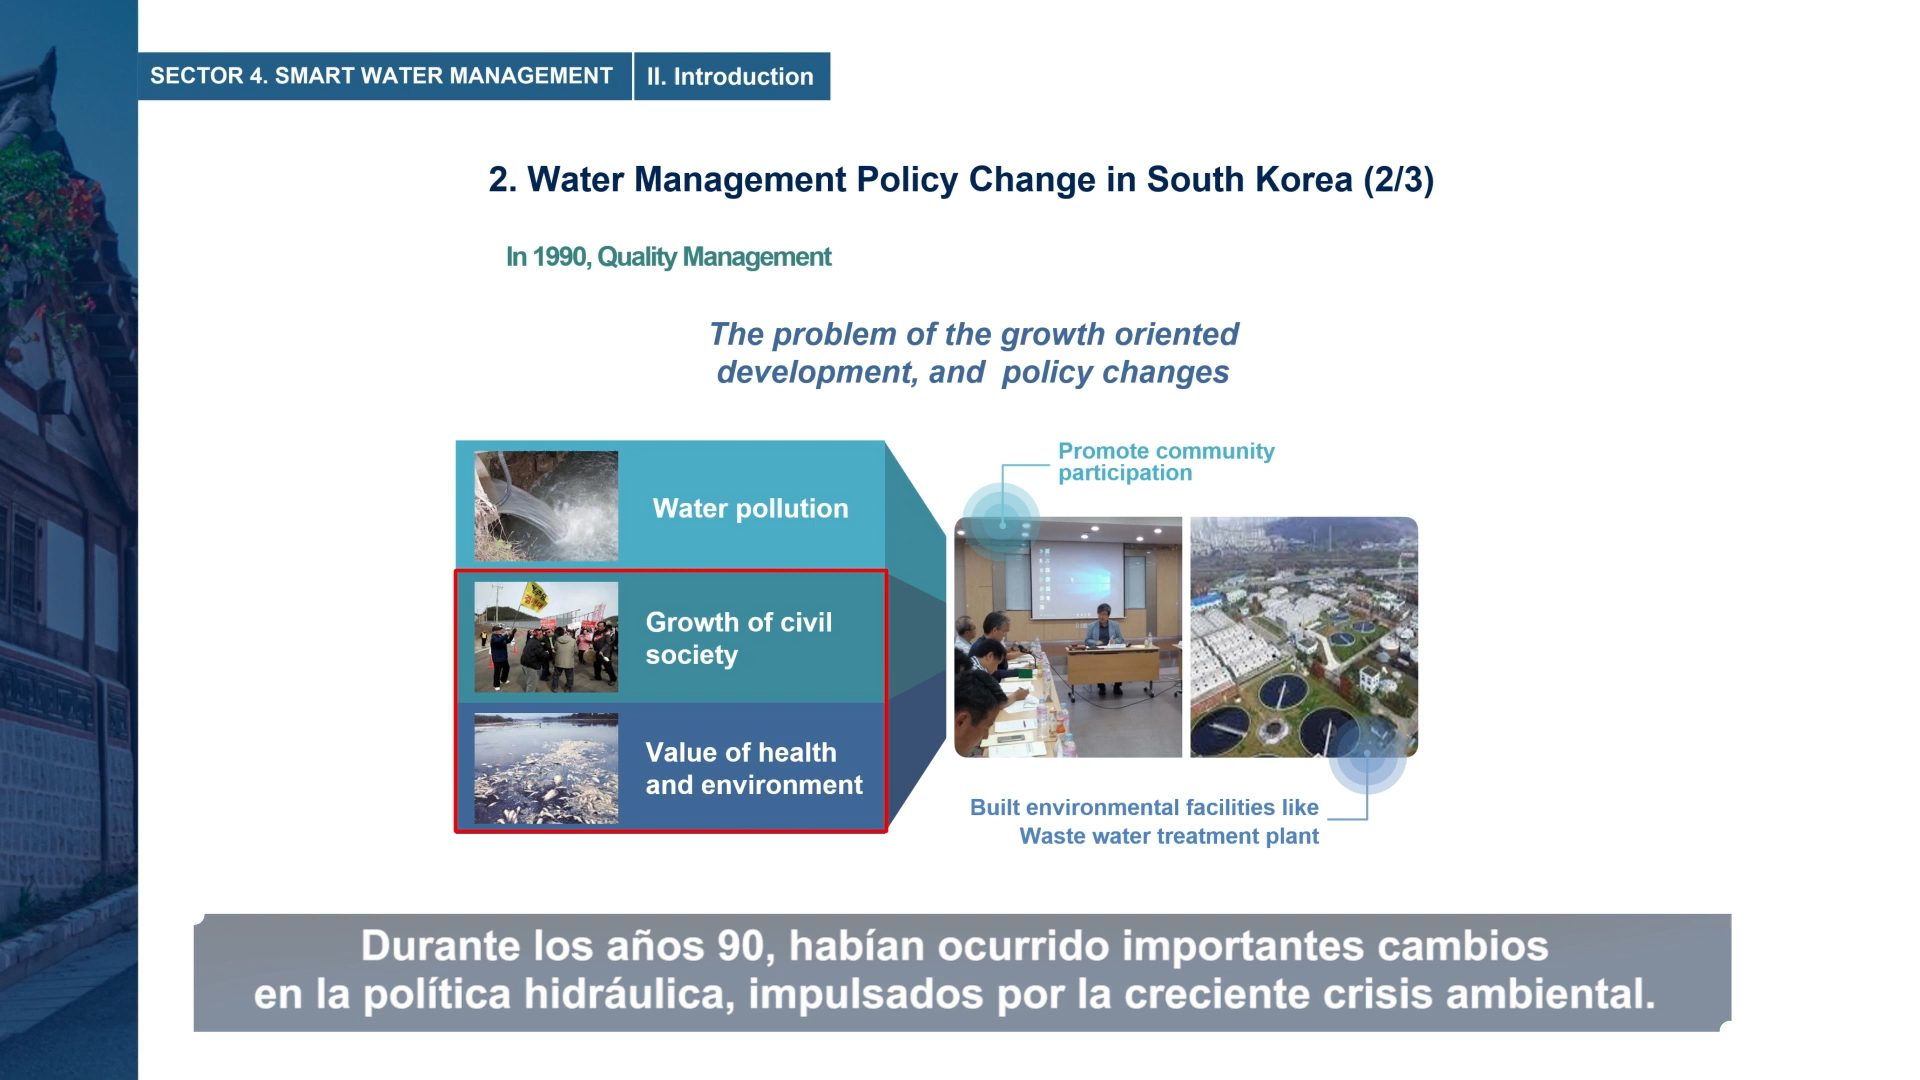 SECTOR 4. SMART WATER MANAGEMENT
II. Introduction
2. Water Management Policy Change in South Korea (2/3)
In 1990, Quality Management
The problem of the growth oriented
development, and policy changes
Water pollution
Growth of civil
society
Value of health
and environment
Promote community
participation
Built environmental facilities like
Waste water treatment plant
Durante los años 90, habían ocurrido importantes cambios
en la política hidráulica, impulsados por la creciente crisis ambiental.